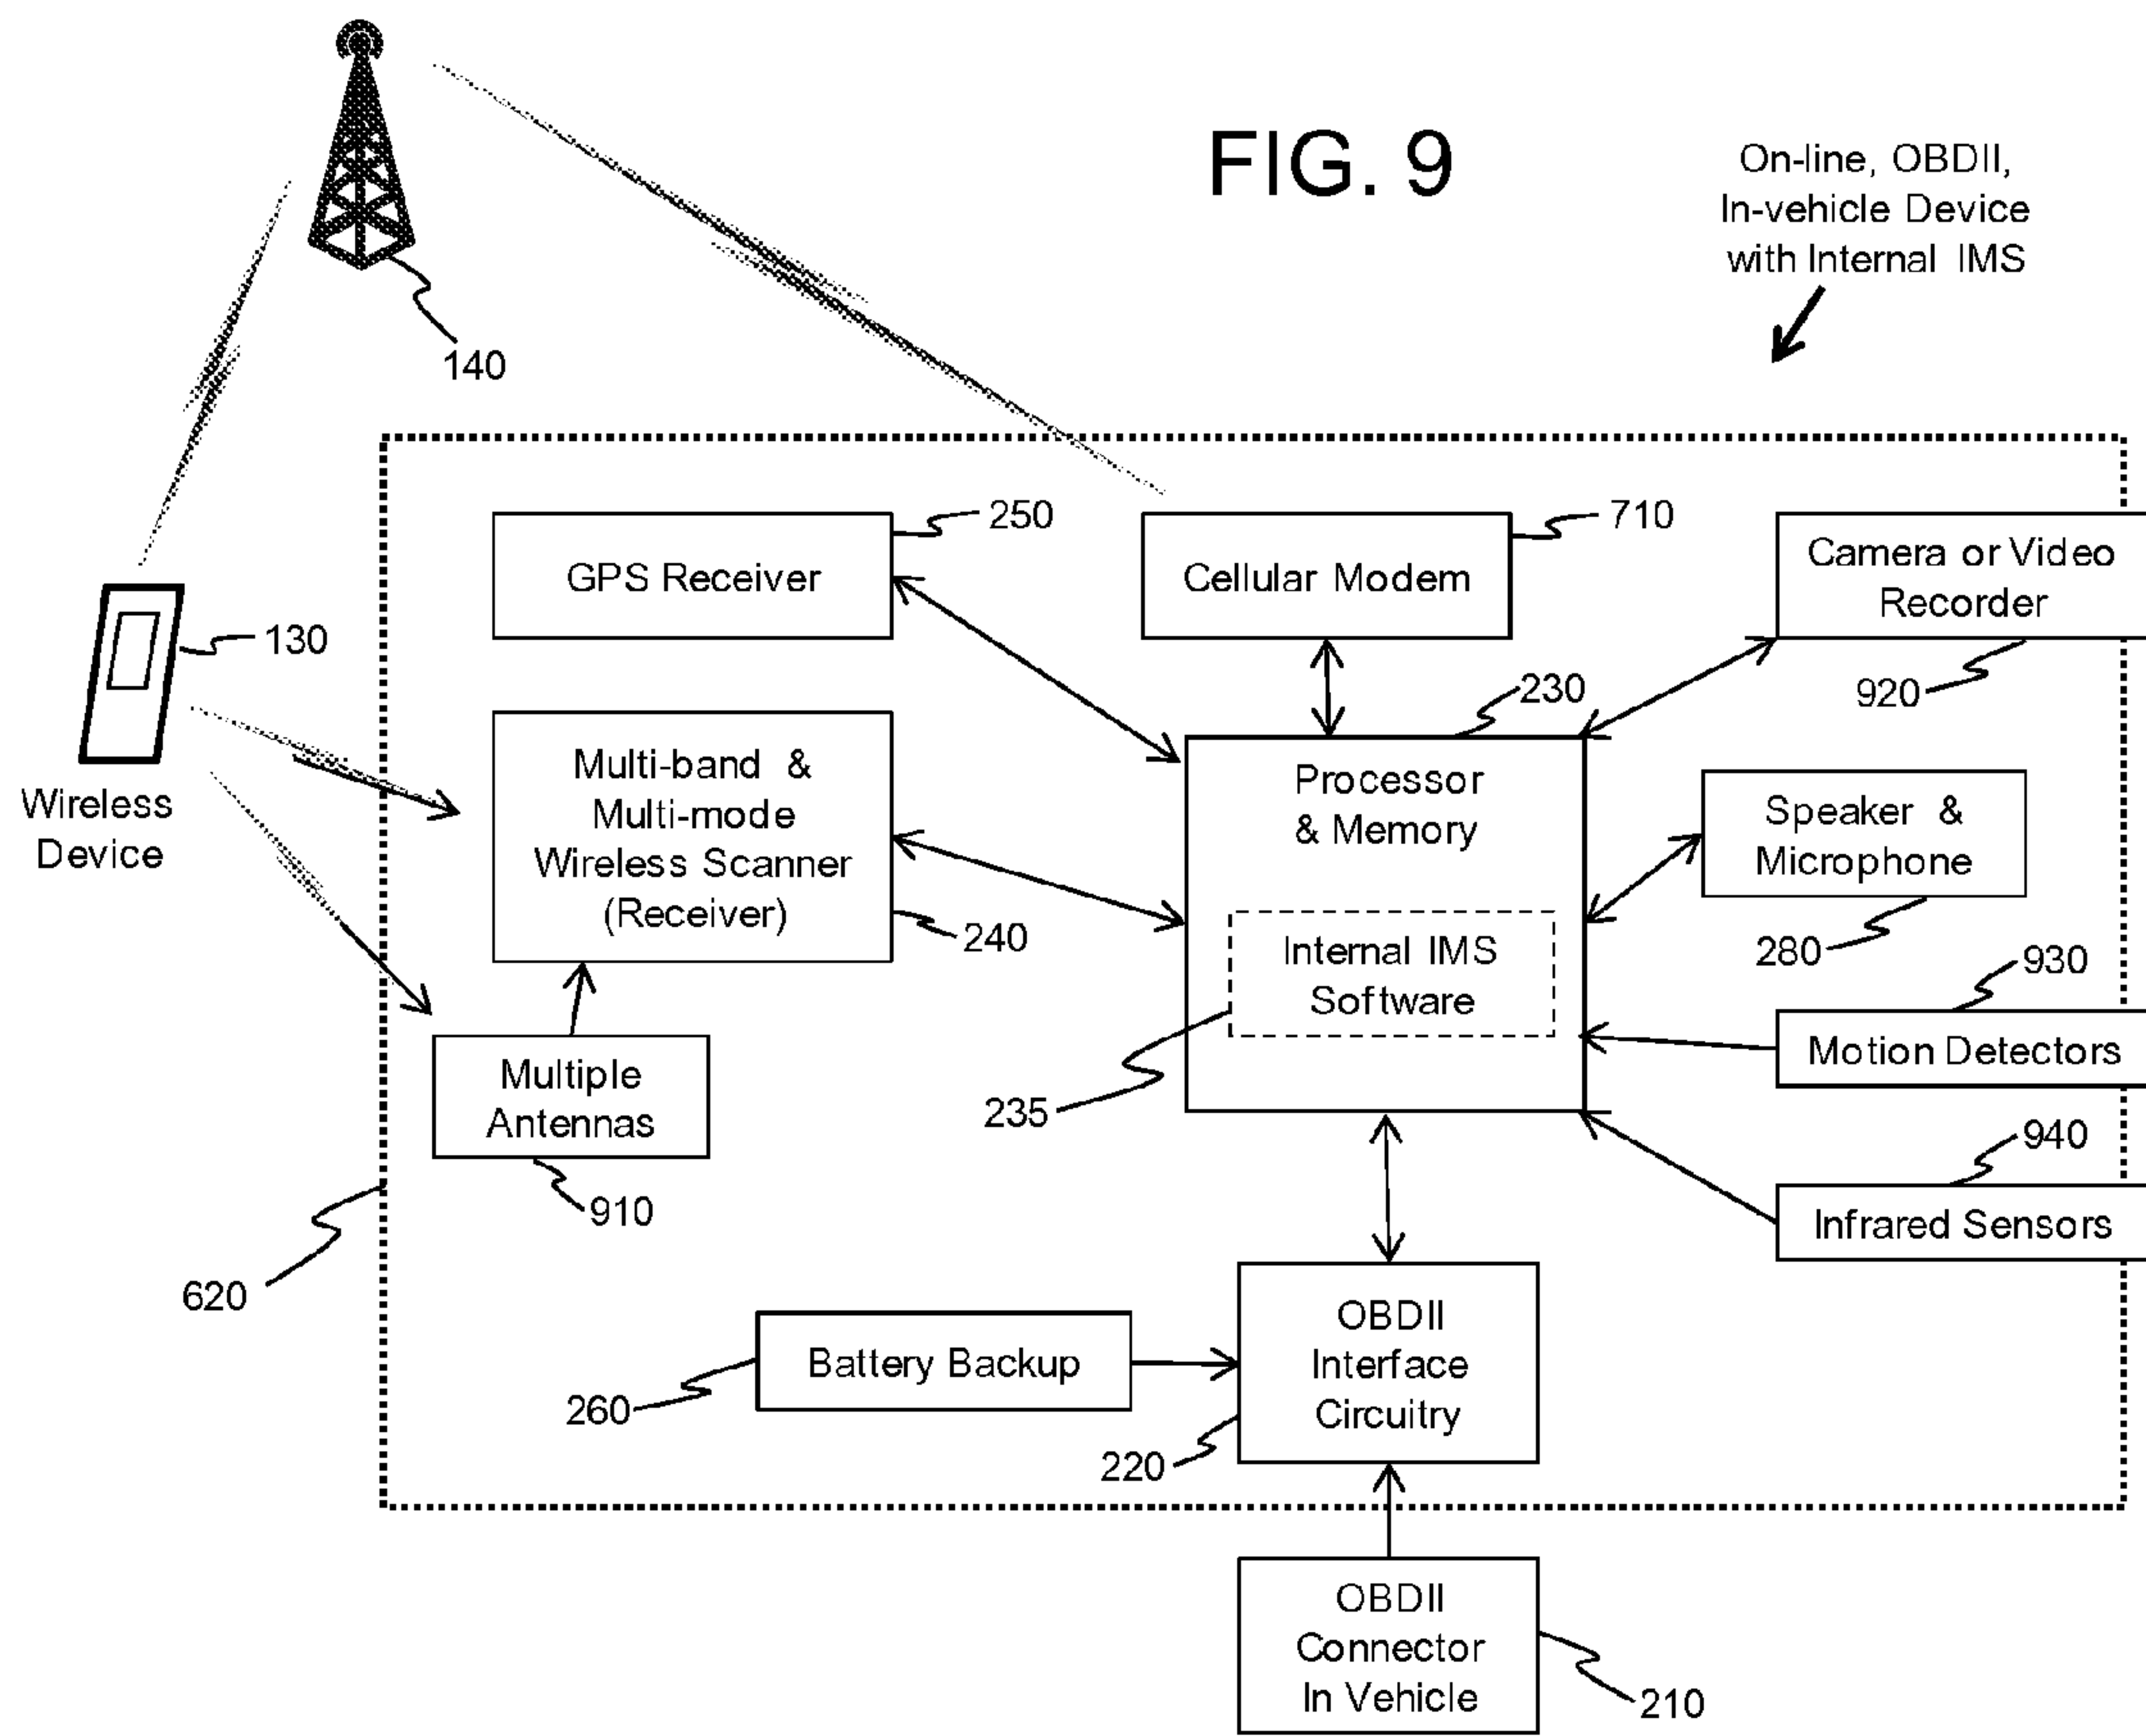 FIG. 9
On-line, OBDII,
In-vehicle Device
with Internal IMS
140
250
710
GPS Receiver
Cellular Modem
Camera or Video
Recorder
130
920
230
Wireless
Device
Multi-band &
Multi-mode
Wireless Scanner
(Receiver)
240
Processor
& Memory
Internal IMS
Software
235
Speaker &
Microphone
280
930
Motion Detectors
940
Infrared Sensors
Multiple
Antennas
910
620
Battery Backup
260
OBDII
Interface
Circuitry
220
OBDII
Connector
In Vehicle
210